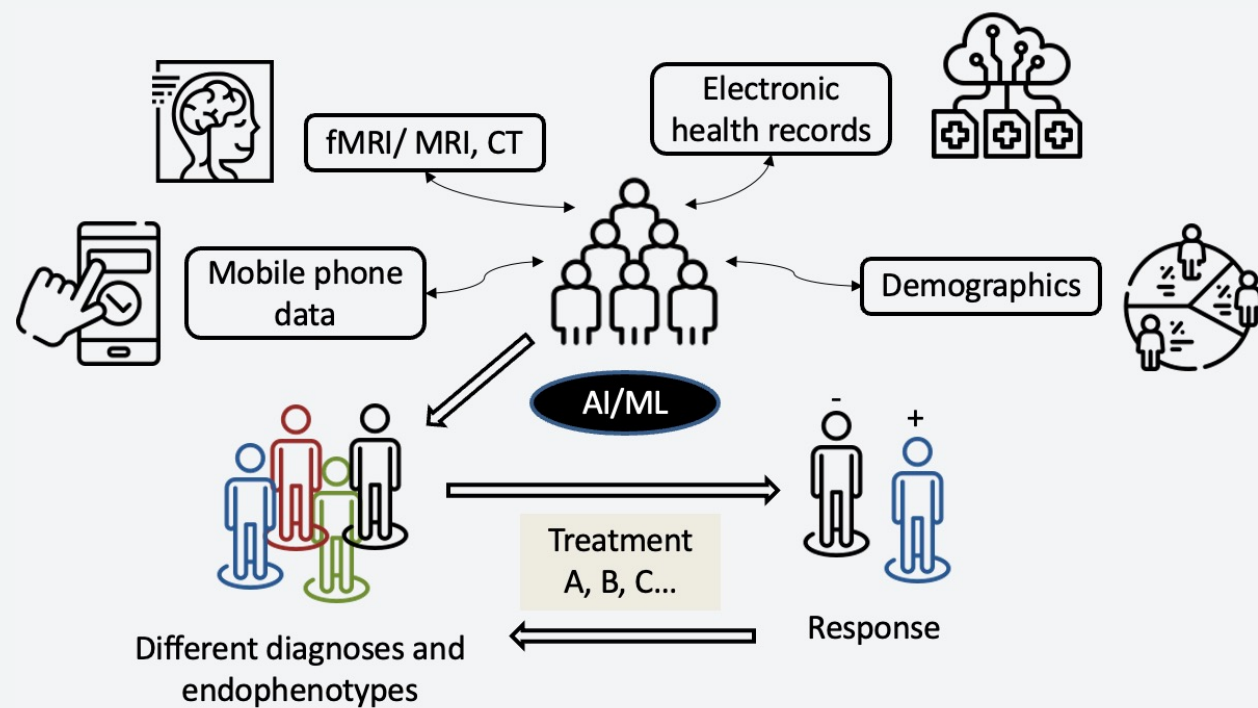 Electronic
health records
fMRI/ MRI, CT
Mobile phone
data
Demographics
AI/ML
-
+
Treatment
A, B, C...
Response
Different diagnoses and
endophenotypes